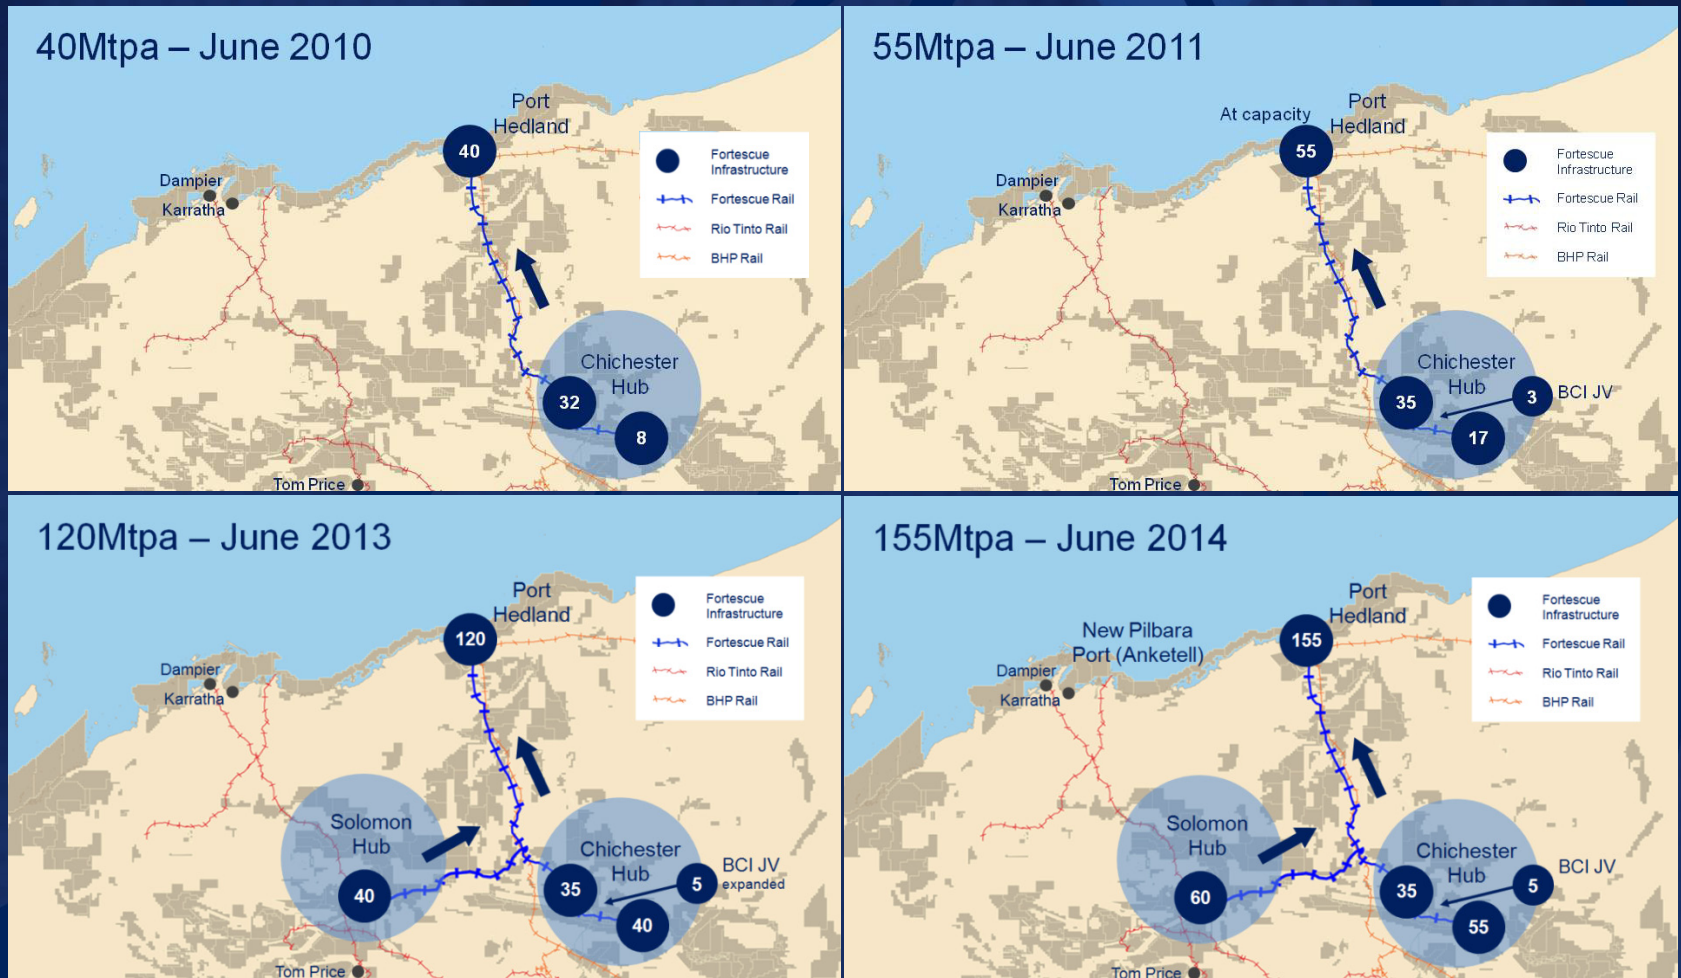 40Mtpa – June 2010
Port
Hedland
40
Dampier
Karratha
Fortescue
Infrastructure
Fortescue Rail
Rio Tinto Rail
BHP Rail
Chichester
Hub
32
8
Tom Price
55Mtpa – June 2011
At capacity
Port
Hedland
55
Dampier
Karratha
Fortescue
Infrastructure
Fortescue Rail
Rio Tinto Rail
BHP Rail
Chichester
Hub
35
3
BCI JV
17
Tom Price
120Mtpa – June 2013
Port
Hedland
120
Dampier
Karratha
Fortescue
Infrastructure
Fortescue Rail
Rio Tinto Rail
BHP Rail
Solomon
Hub
40
Chichester
Hub
35
5
BCI JV
expanded
40
Tom Price
155Mtpa – June 2014
Port
Hedland
155
New Pilbara
Port (Anketell)
Dampier
Karratha
Fortescue
Infrastructure
Fortescue Rail
Rio Tinto Rail
BHP Rail
Solomon
Hub
60
Chichester
Hub
35
5
BCI JV
55
Tom Price